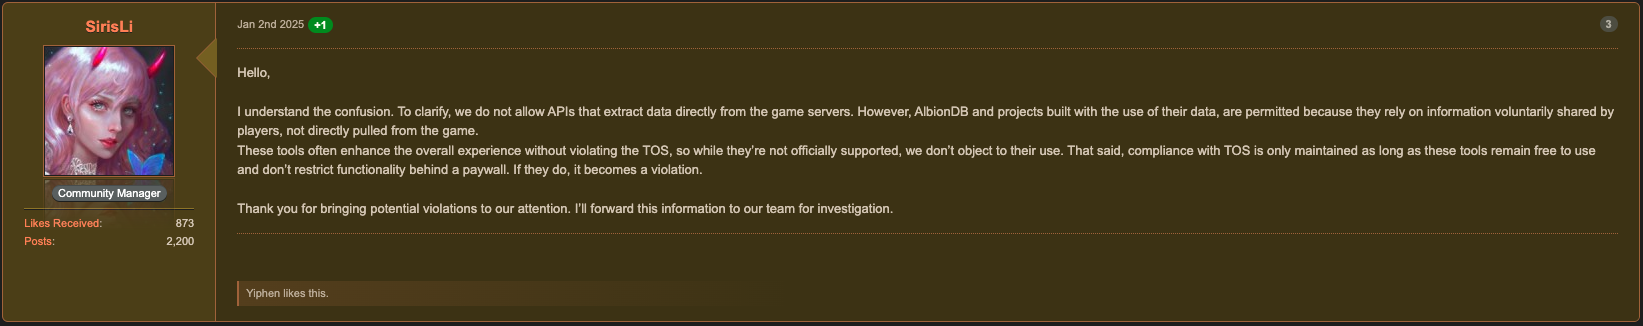 SirisLi
Community Manager
Likes Received: 873
Posts: 2,200
Jan 2nd 2025 +1
3
Hello,
I understand the confusion. To clarify, we do not allow APIs that extract data directly from the game servers. However, AlbionDB and projects built with the use of their data, are permitted because they rely on information voluntarily shared by
players, not directly pulled from the game.
These tools often enhance the overall experience without violating the TOS, so while they’re not officially supported, we don’t object to their use. That said, compliance with TOS is only maintained as long as these tools remain free to use
and don’t restrict functionality behind a paywall. If they do, it becomes a violation.
Thank you for bringing potential violations to our attention. I’ll forward this information to our team for investigation.
Yiphen likes this.